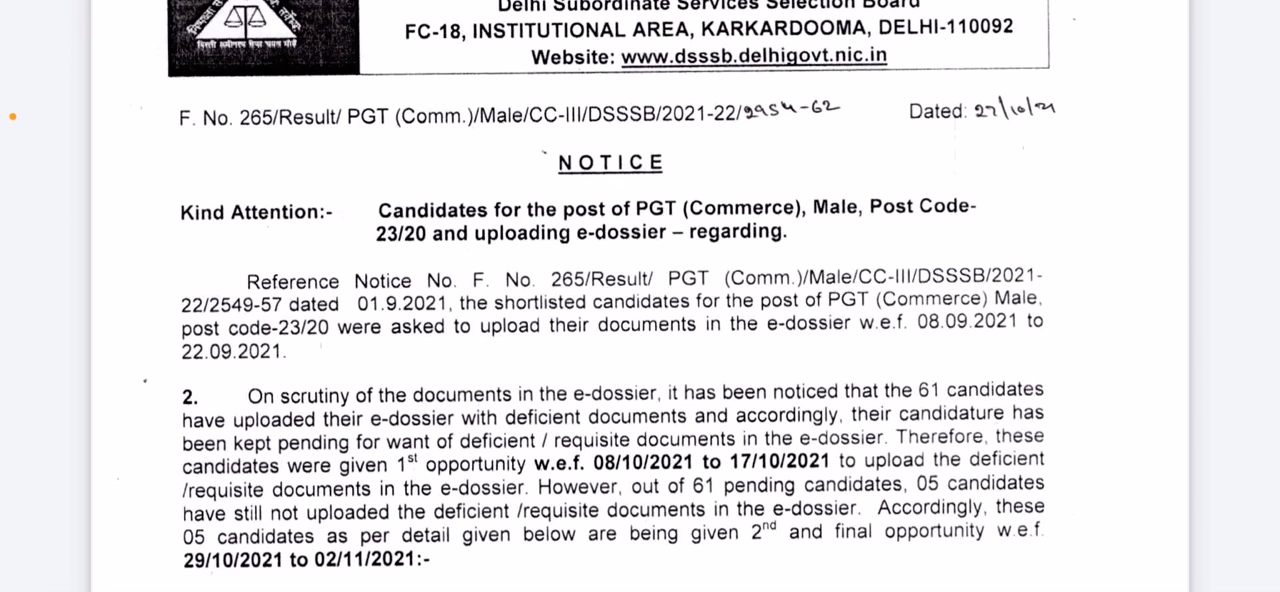 दिल्ली अधीनस्थ सेवा चयन बोर्ड
Delhi Subordinate Services Selection Board
FC-18, INSTITUTIONAL AREA, KARKARDOOMA, DELHI-110092
Website: www.dsssb.delhigovt.nic.in
F. No. 265/Result/ PGT (Comm.)/Male/CC-III/DSSSB/2021-22/2954-62 Dated: 27/10/21
NOTICE
Kind Attention:- Candidates for the post of PGT (Commerce), Male, Post Code-
23/20 and uploading e-dossier – regarding.
Reference Notice No. F. No. 265/Result/ PGT (Comm.)/Male/CC-III/DSSSB/2021-
22/2549-57 dated 01.9.2021, the shortlisted candidates for the post of PGT (Commerce) Male,
post code-23/20 were asked to upload their documents in the e-dossier w.e.f. 08.09.2021 to
22.09.2021.
2. On scrutiny of the documents in the e-dossier, it has been noticed that the 61 candidates
have uploaded their e-dossier with deficient documents and accordingly, their candidature has
been kept pending for want of deficient / requisite documents in the e-dossier. Therefore, these
candidates were given 1st opportunity w.e.f. 08/10/2021 to 17/10/2021 to upload the deficient
/requisite documents in the e-dossier. However, out of 61 pending candidates, 05 candidates
have still not uploaded the deficient /requisite documents in the e-dossier. Accordingly, these
05 candidates as per detail given below are being given 2nd and final opportunity w.e.f.
29/10/2021 to 02/11/2021:-